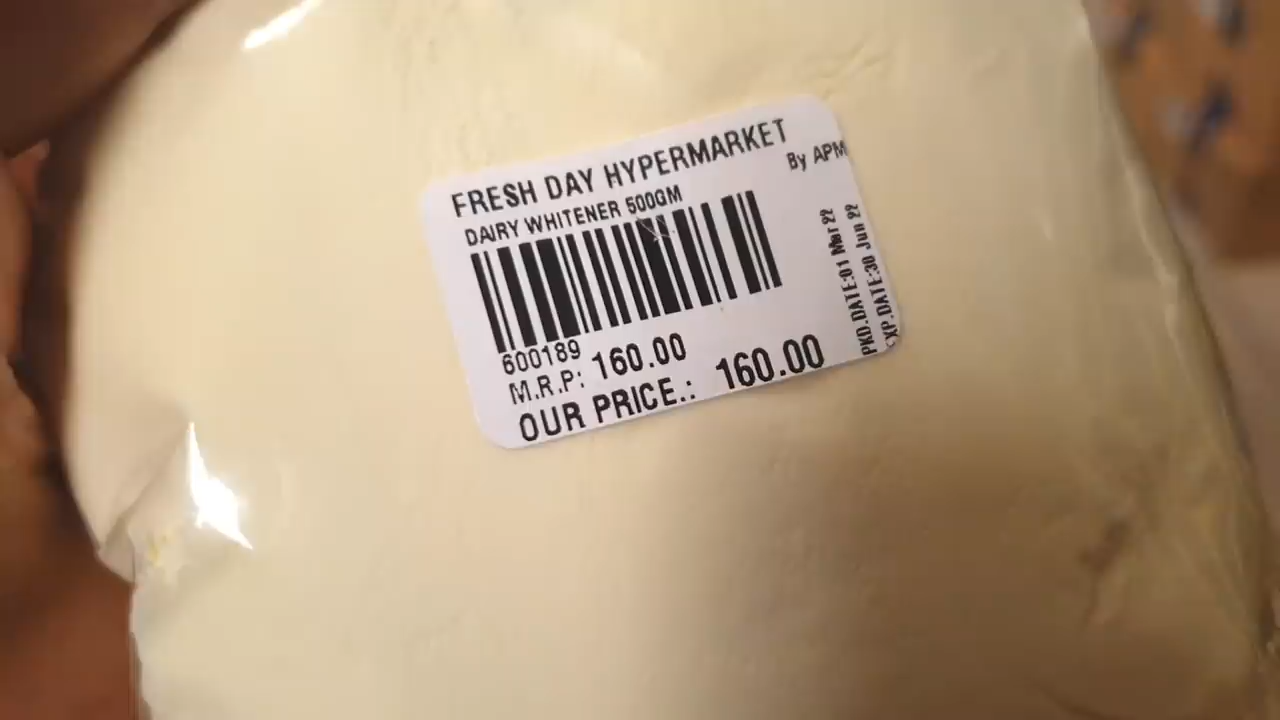 FRESH DAY HYPERMARKET
By APM
DAIRY WHITENER 500GM
600189
M.R.P: 160.00
OUR PRICE.: 160.00
PKD.DATE:01 Mar 22
XP.DATE:30 Jun 22